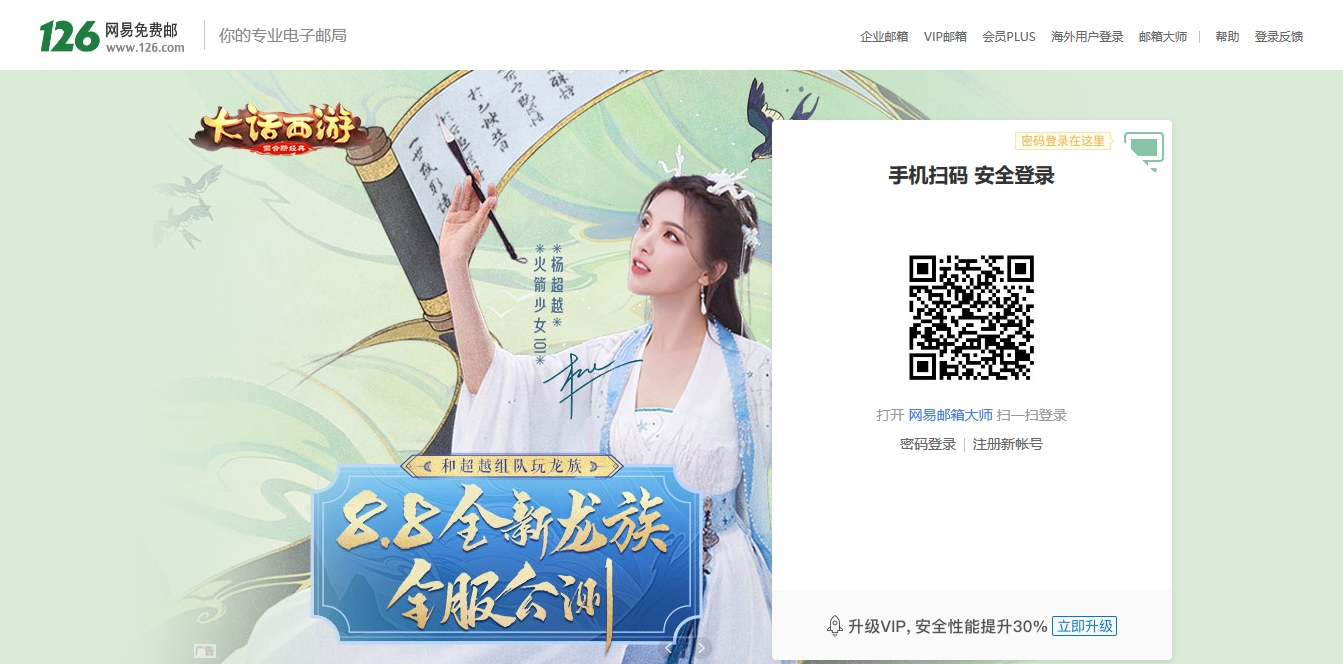 126 网易免费邮
www.126.com
你的专业电子邮局
企业邮箱 VIP邮箱 会员PLUS 海外用户登录 邮箱大师 | 帮助 登录反馈
大话西游
杨超越
火箭少女101
和超越组队玩龙族
8.8全新龙族
全服公测
广告
密码登录在这里
手机扫码 安全登录
打开 网易邮箱大师 扫一扫登录
密码登录 | 注册新帐号
升级VIP, 安全性能提升30% 立即升级